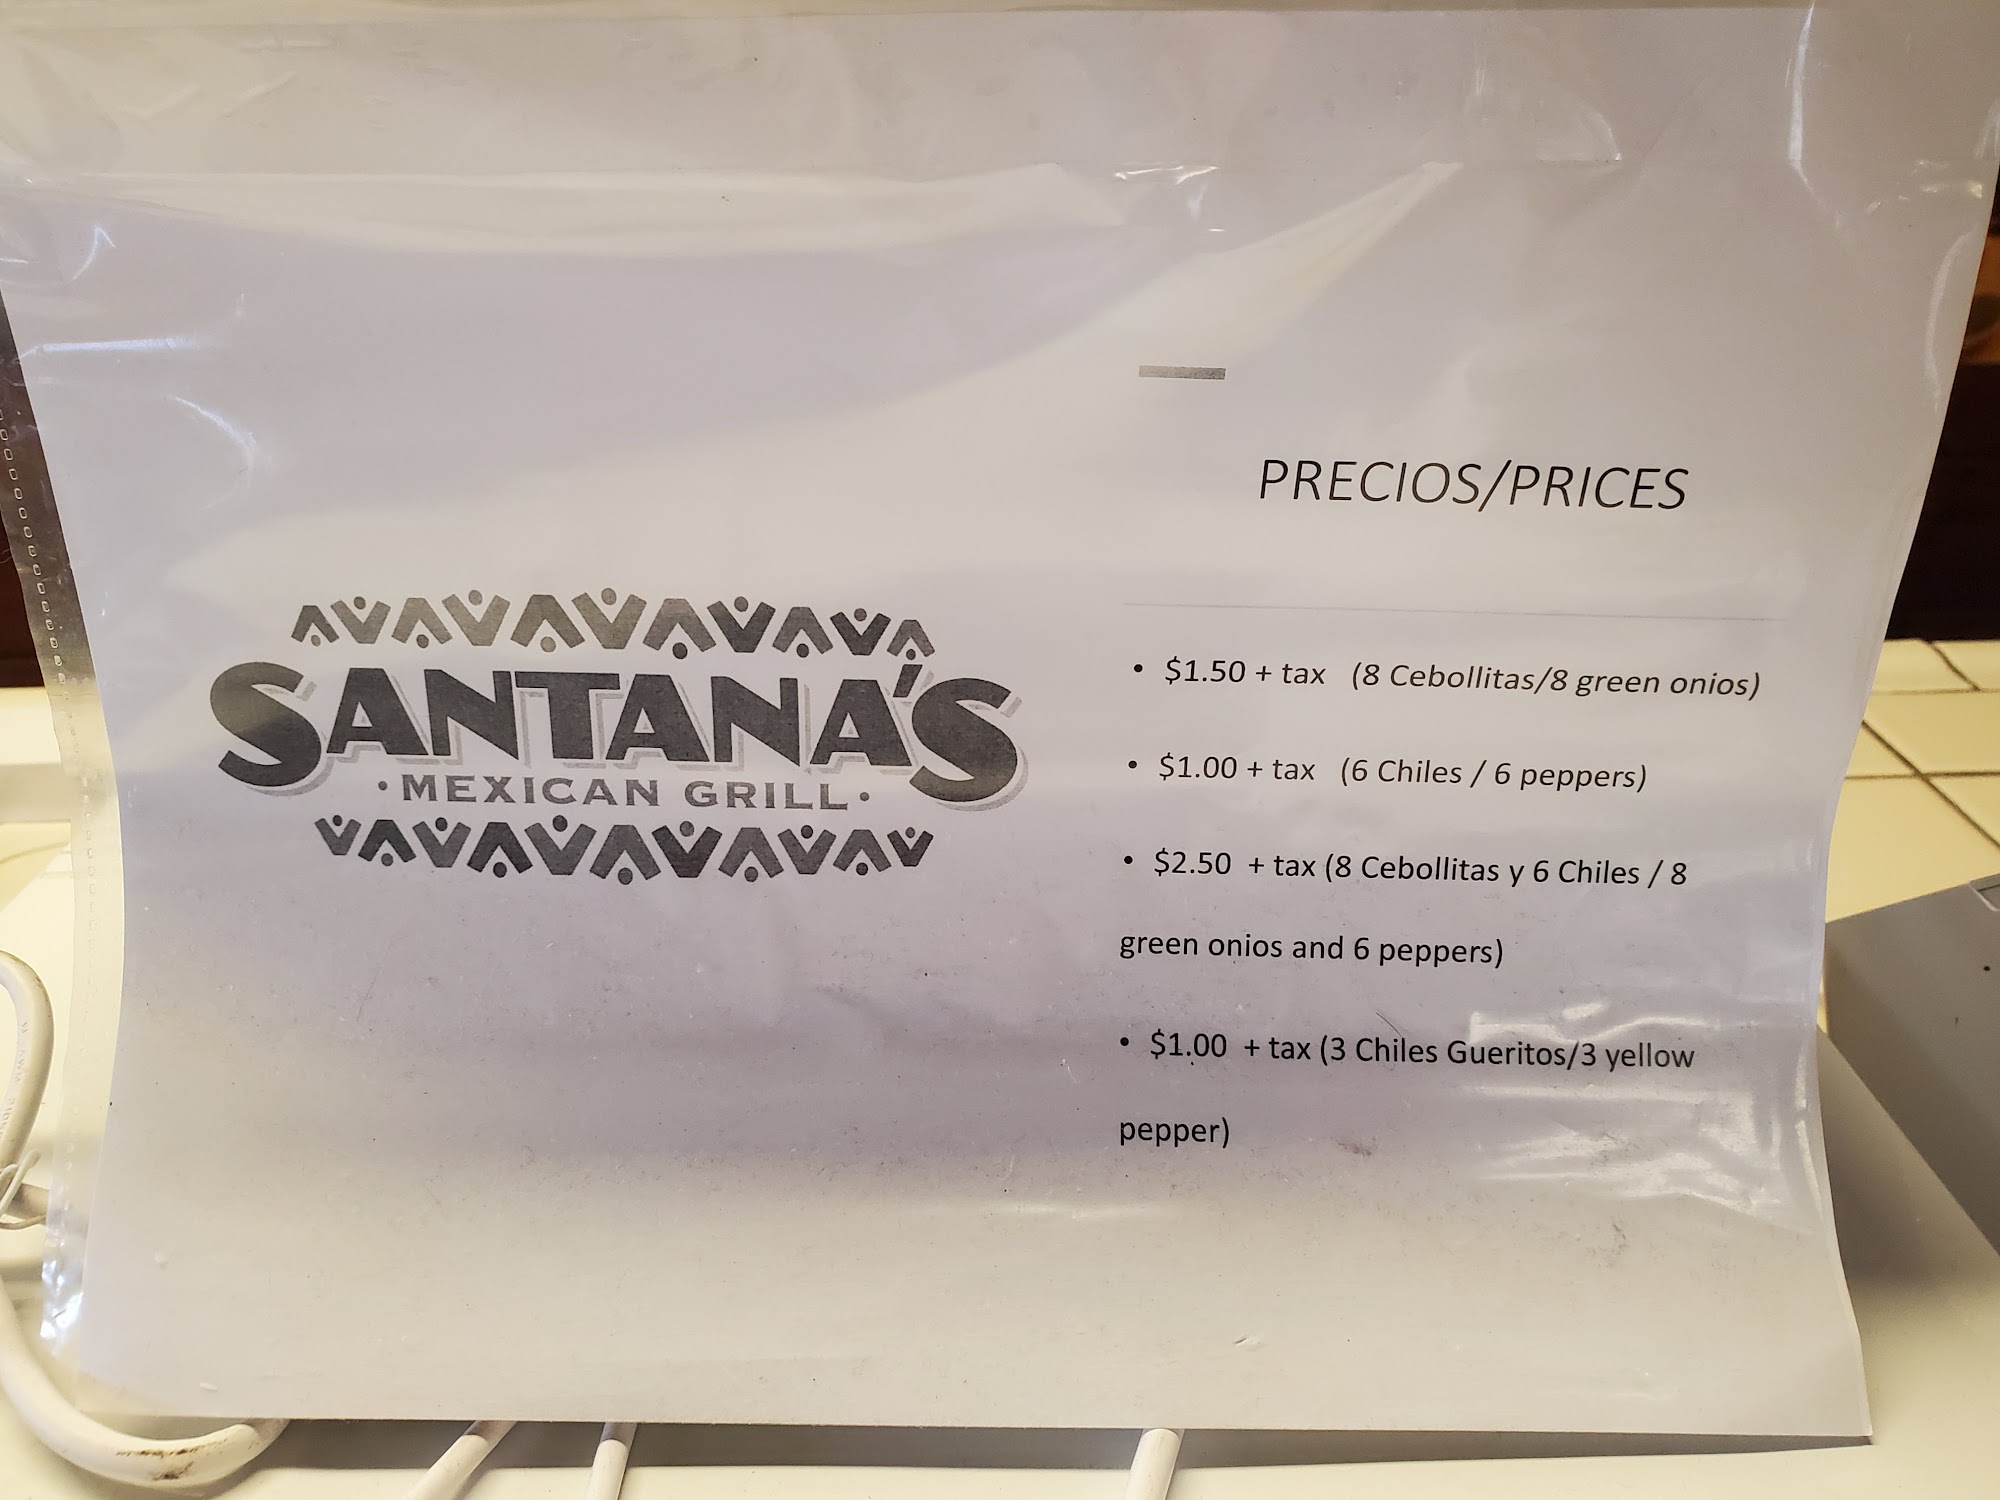 SANTANA'S
·MEXICAN GRILL·
PRECIOS/PRICES
• $1.50 + tax (8 Cebollitas/8 green onios)
• $1.00 + tax (6 Chiles / 6 peppers)
• $2.50 + tax (8 Cebollitas y 6 Chiles / 8
green onios and 6 peppers)
• $1.00 + tax (3 Chiles Gueritos/3 yellow
pepper)